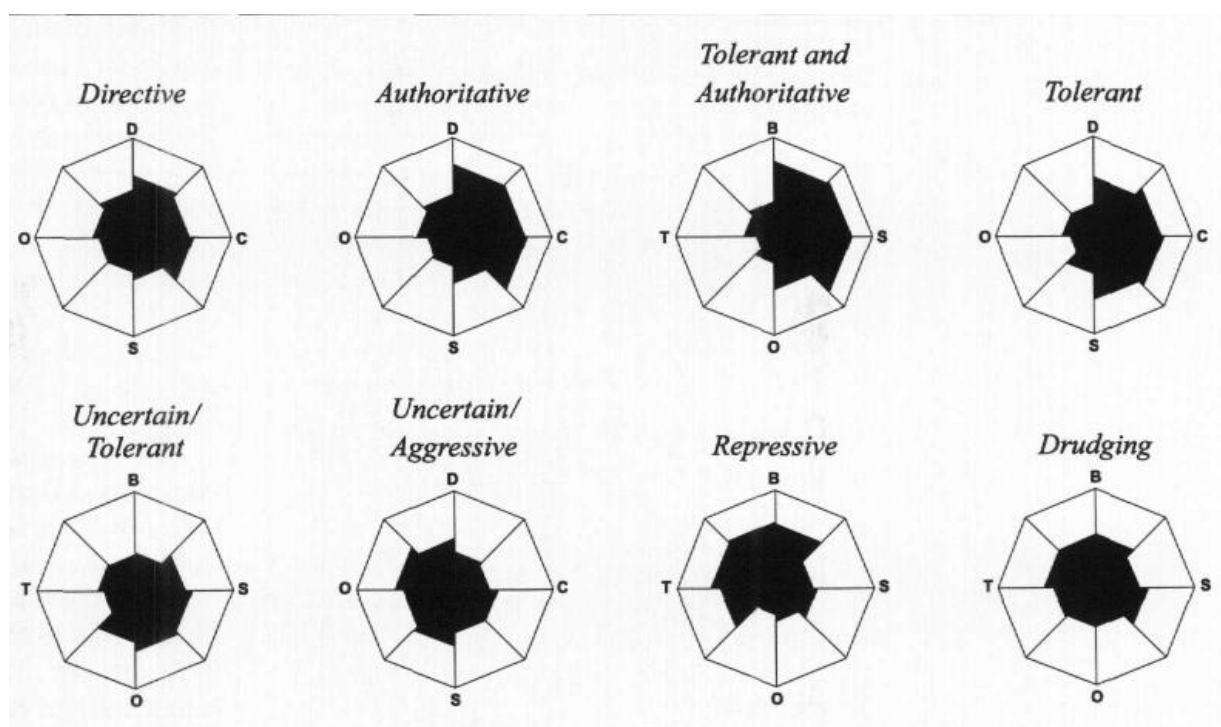 Directive
D
O
C
S
Authoritative
D
O
C
S
Tolerant and
Authoritative
B
T
S
O
Tolerant
D
O
C
S
Uncertain/
Tolerant
B
T
S
O
Uncertain/
Aggressive
D
O
C
S
Repressive
B
T
S
O
Drudging
B
T
S
O